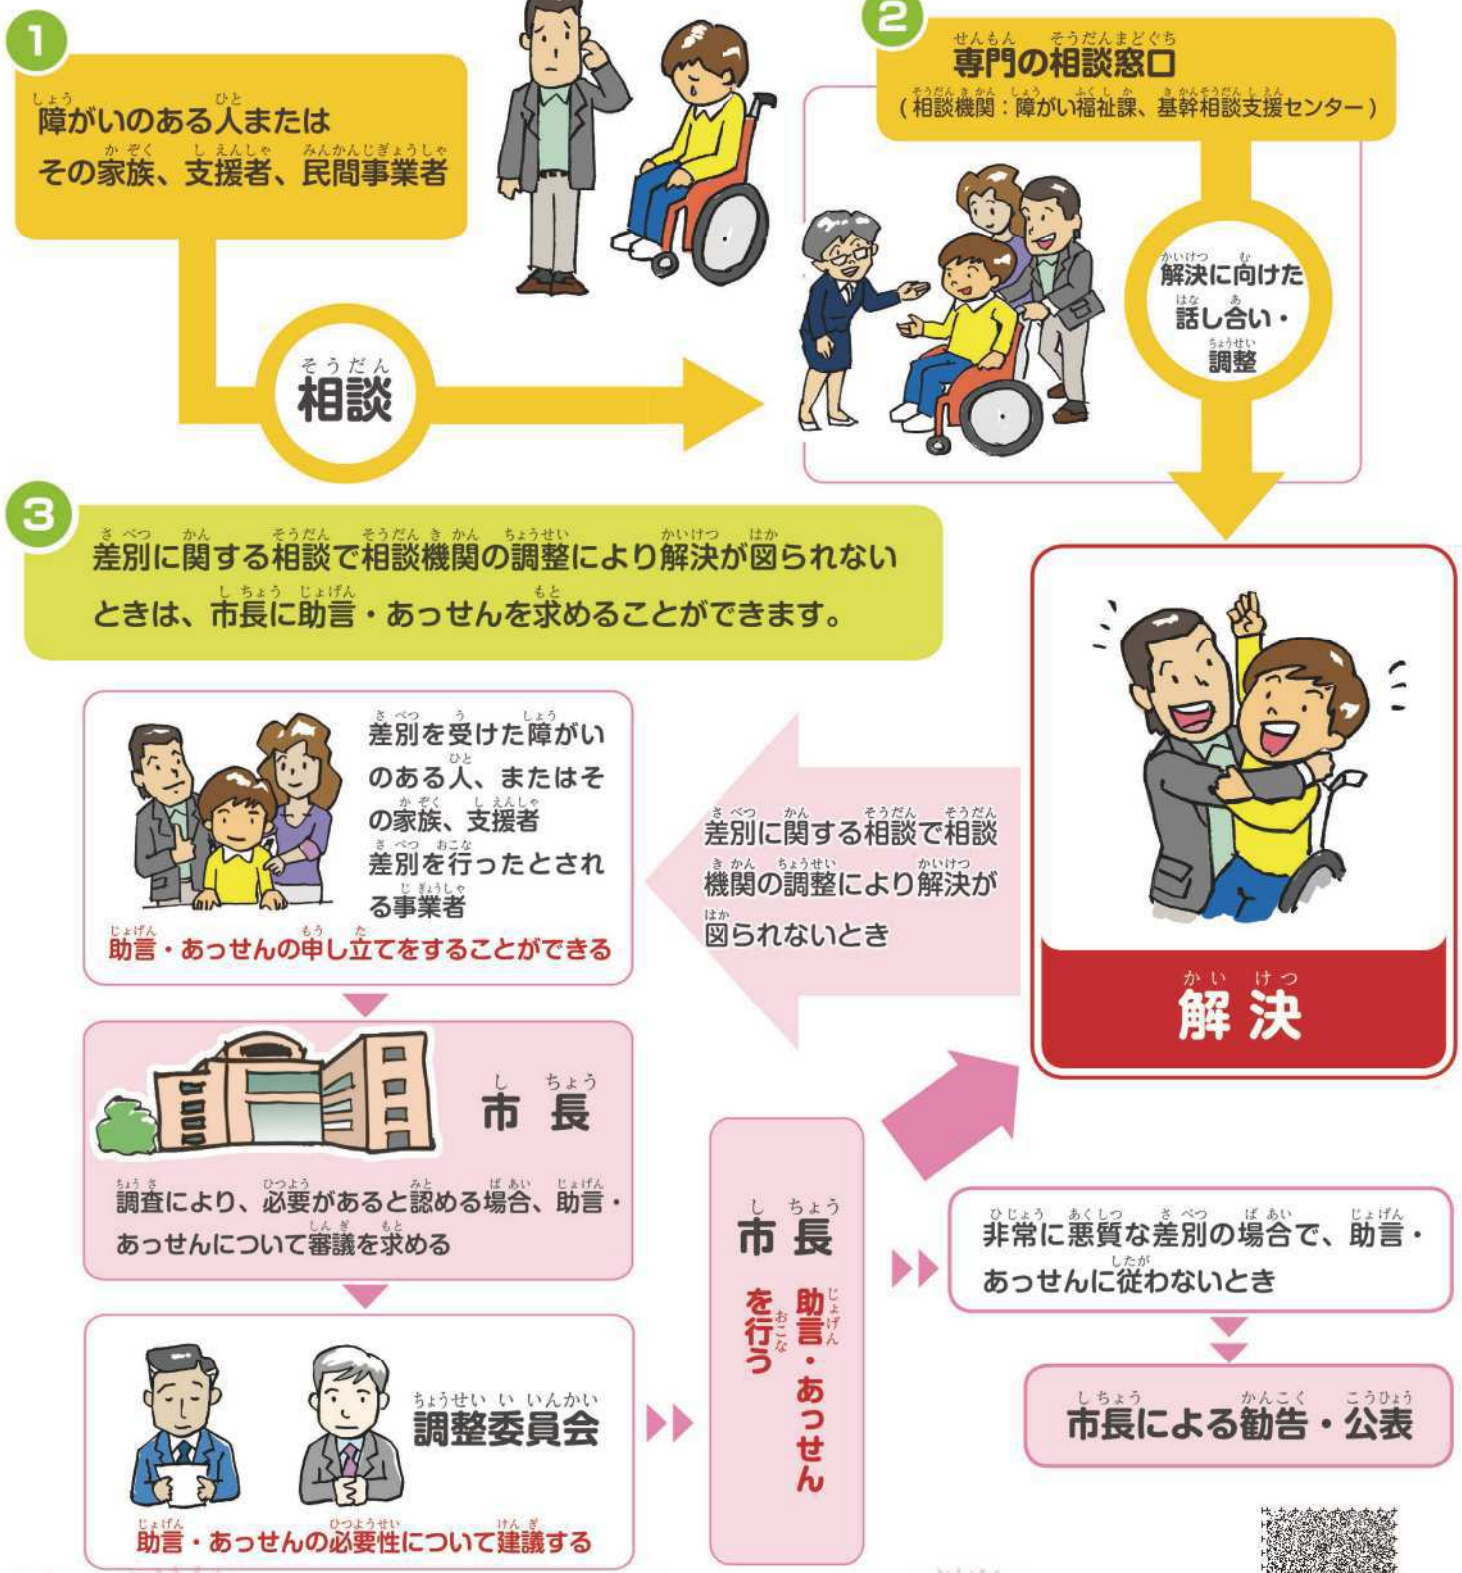 1
障がいのある人または
その家族、支援者、民間事業者
相談
2
専門の相談窓口
(相談機関：障がい福祉課、基幹相談支援センター)
解決に向けた
話し合い・
調整
3
差別に関する相談で相談機関の調整により解決が図られない
ときは、市長に助言・あっせんを求めることができます。
解決
差別に関する相談で相談
機関の調整により解決が
図られないとき
差別を受けた障がい
のある人、またはそ
の家族、支援者
差別を行ったとされ
る事業者
助言・あっせんの申し立てをすることができる
市長
調査により、必要があると認める場合、助言・
あっせんについて審議を求める
調整委員会
助言・あっせんの必要性について建議する
市長
助言・あっせん
を行う
非常に悪質な差別の場合で、助言・
あっせんに従わないとき
市長による勧告・公表